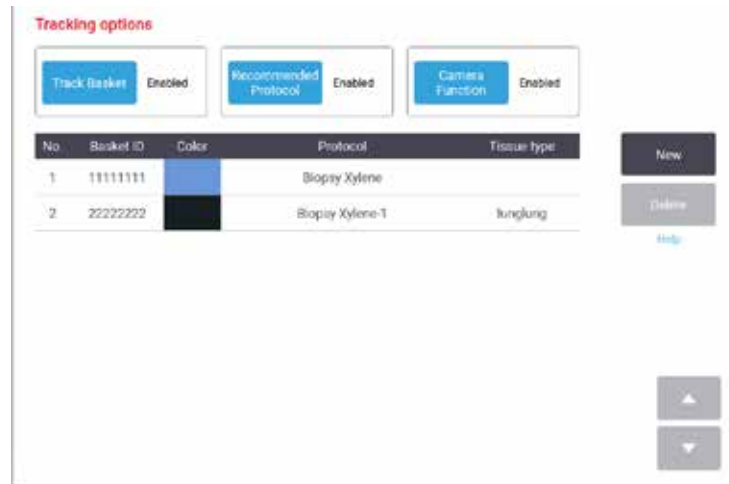 Tracking options
Track Basket Enabled
Recommended Protocol Enabled
Camera Function Enabled
No. Basket ID Color Protocol Tissue type
1 11111111 Biopsy Xylene
2 22222222 Biopsy Xylene-1 lunglung
New
Delete
Help